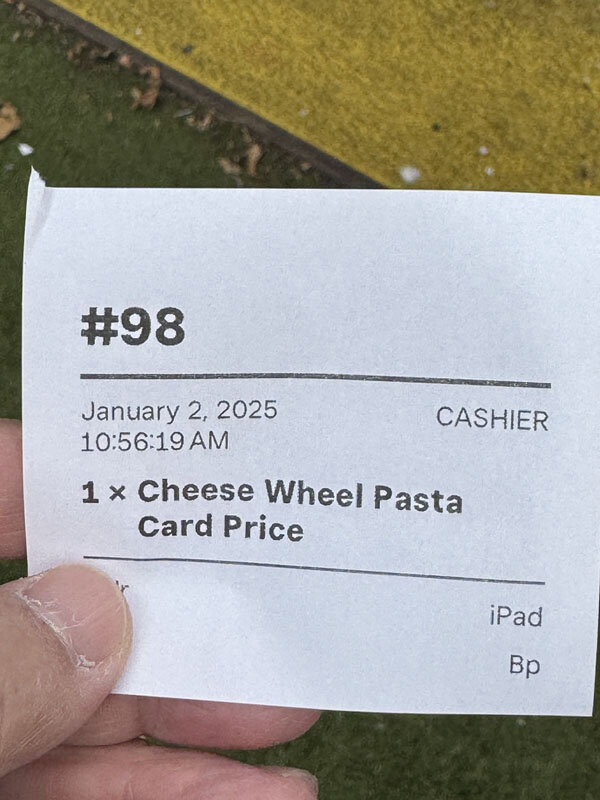 #98
January 2, 2025 CASHIER
10:56:19 AM
1 × Cheese Wheel Pasta
Card Price
iPad
Bp